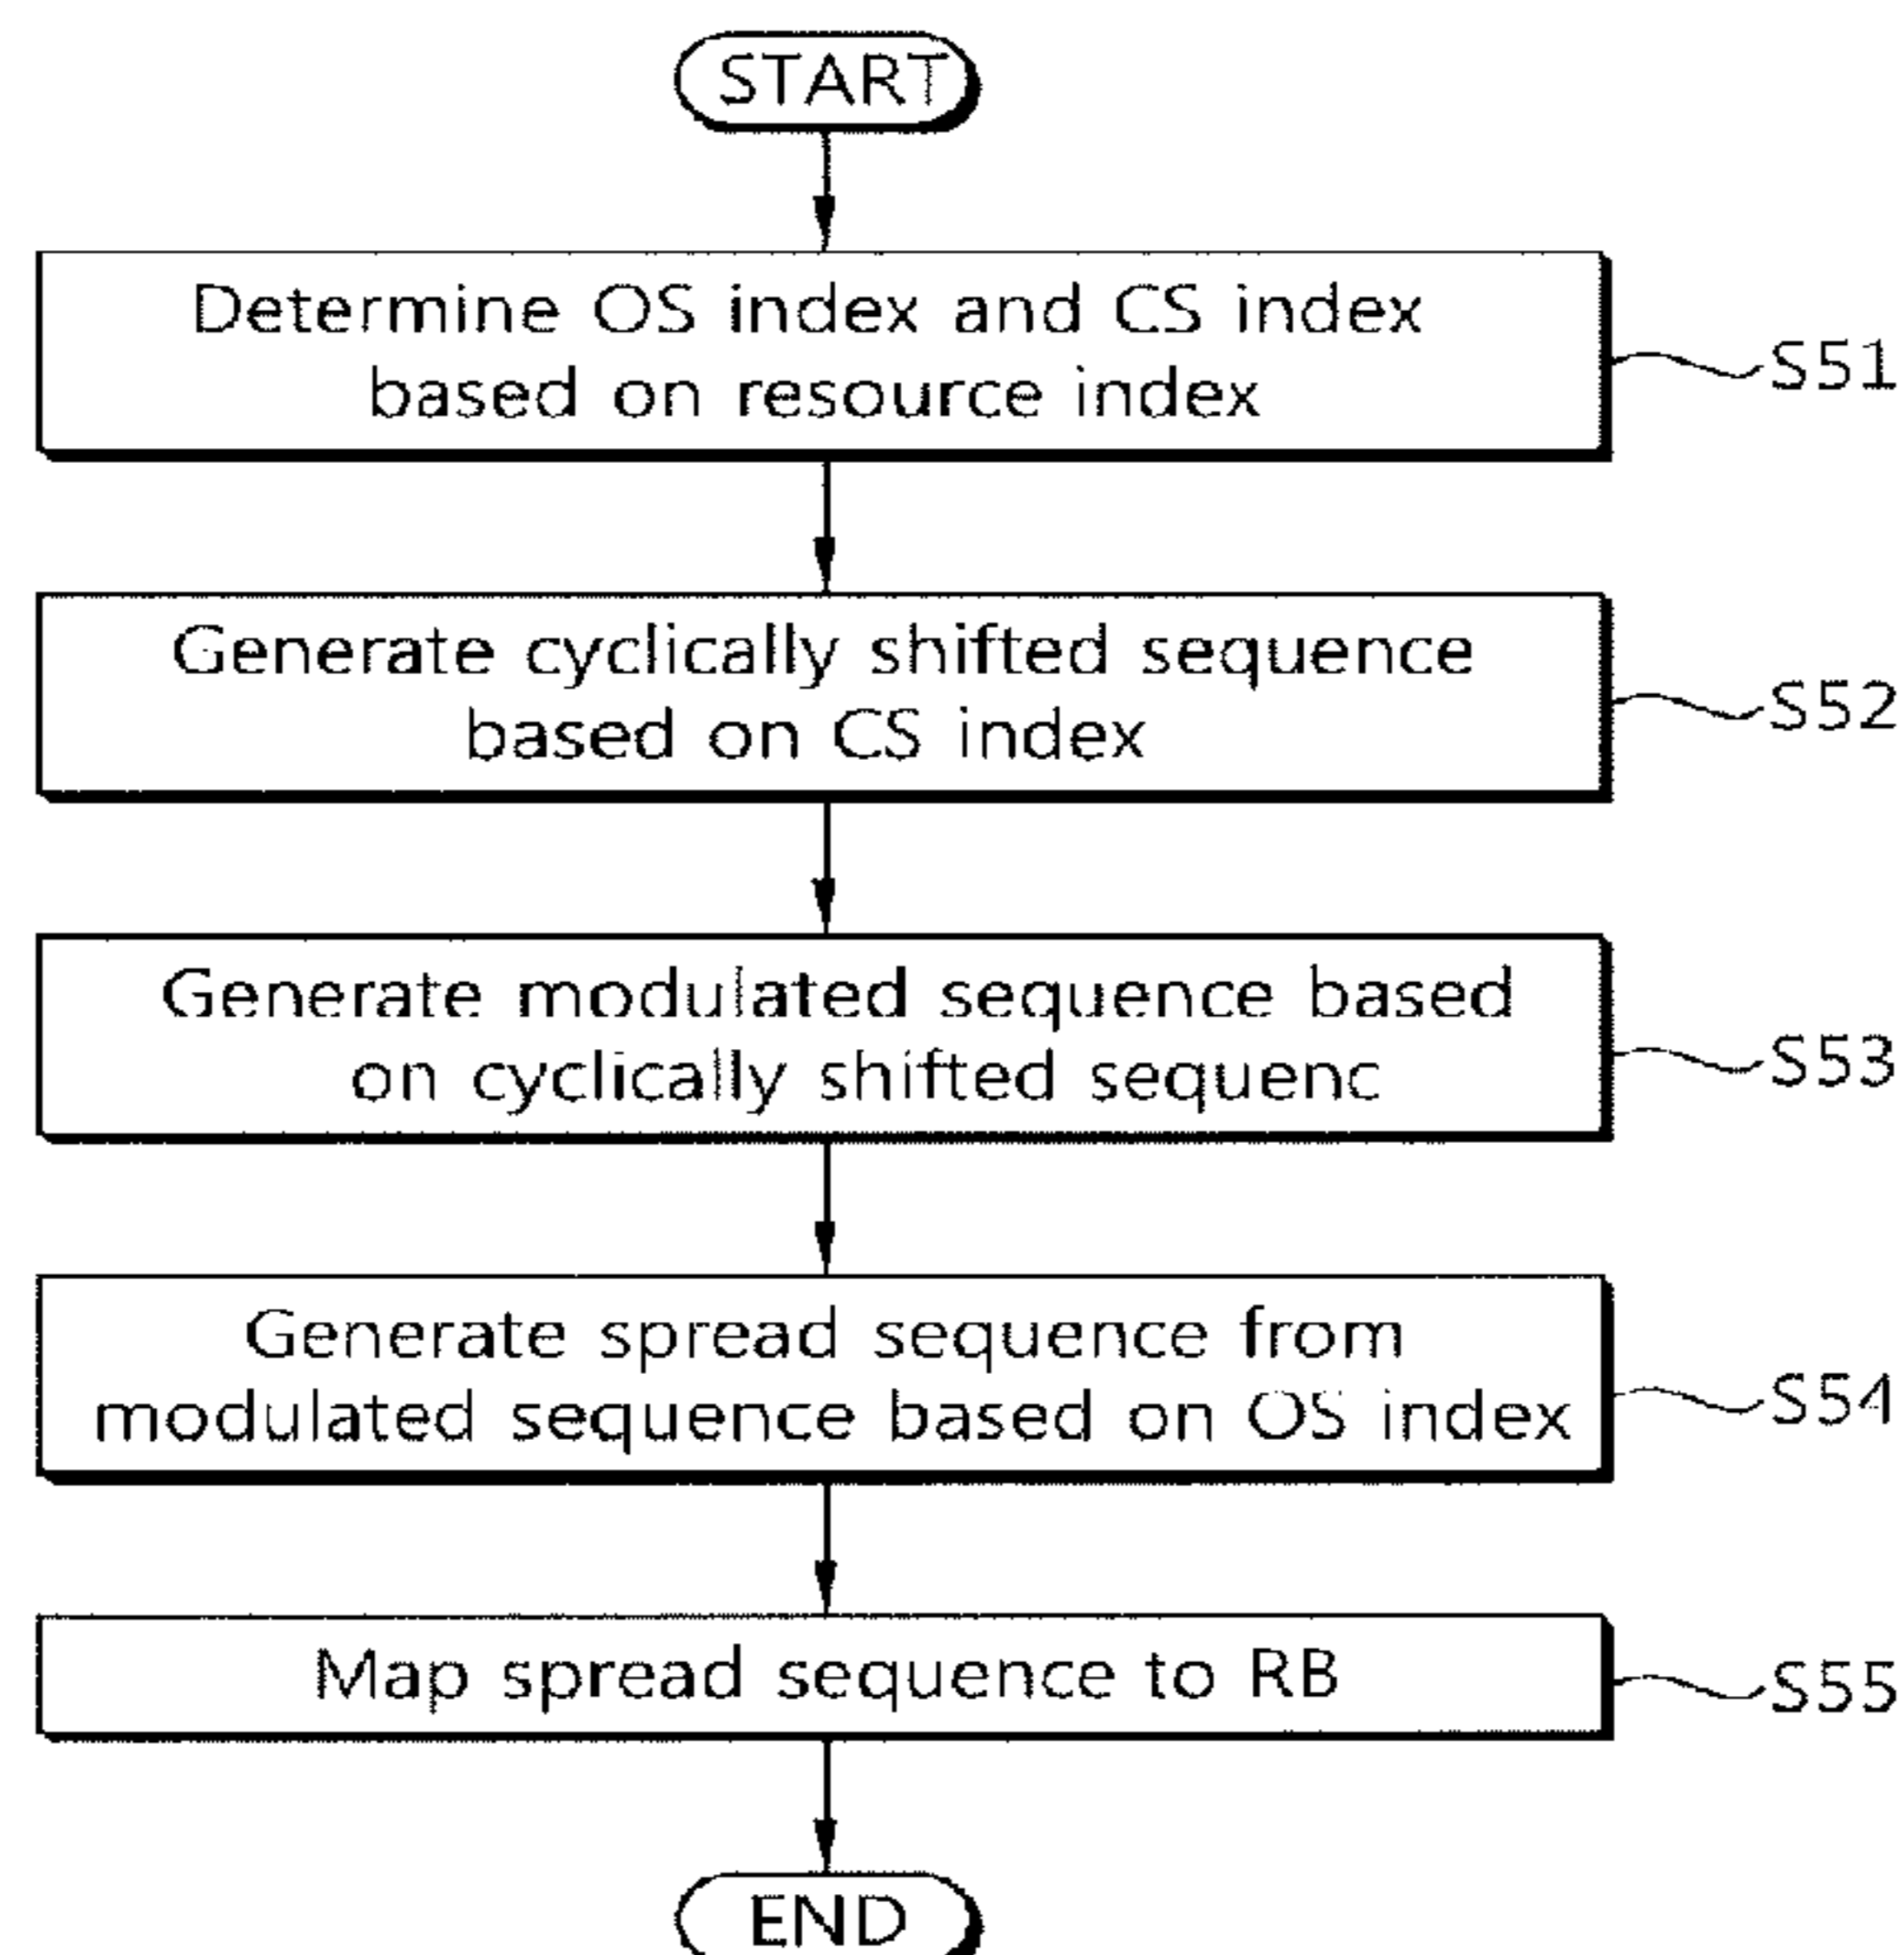 START
Determine OS index and CS index
based on resource index
S51
Generate cyclically shifted sequence
based on CS index
S52
Generate modulated sequence based
on cyclically shifted sequenc
S53
Generate spread sequence from
modulated sequence based on OS index
S54
Map spread sequence to RB
S55
END